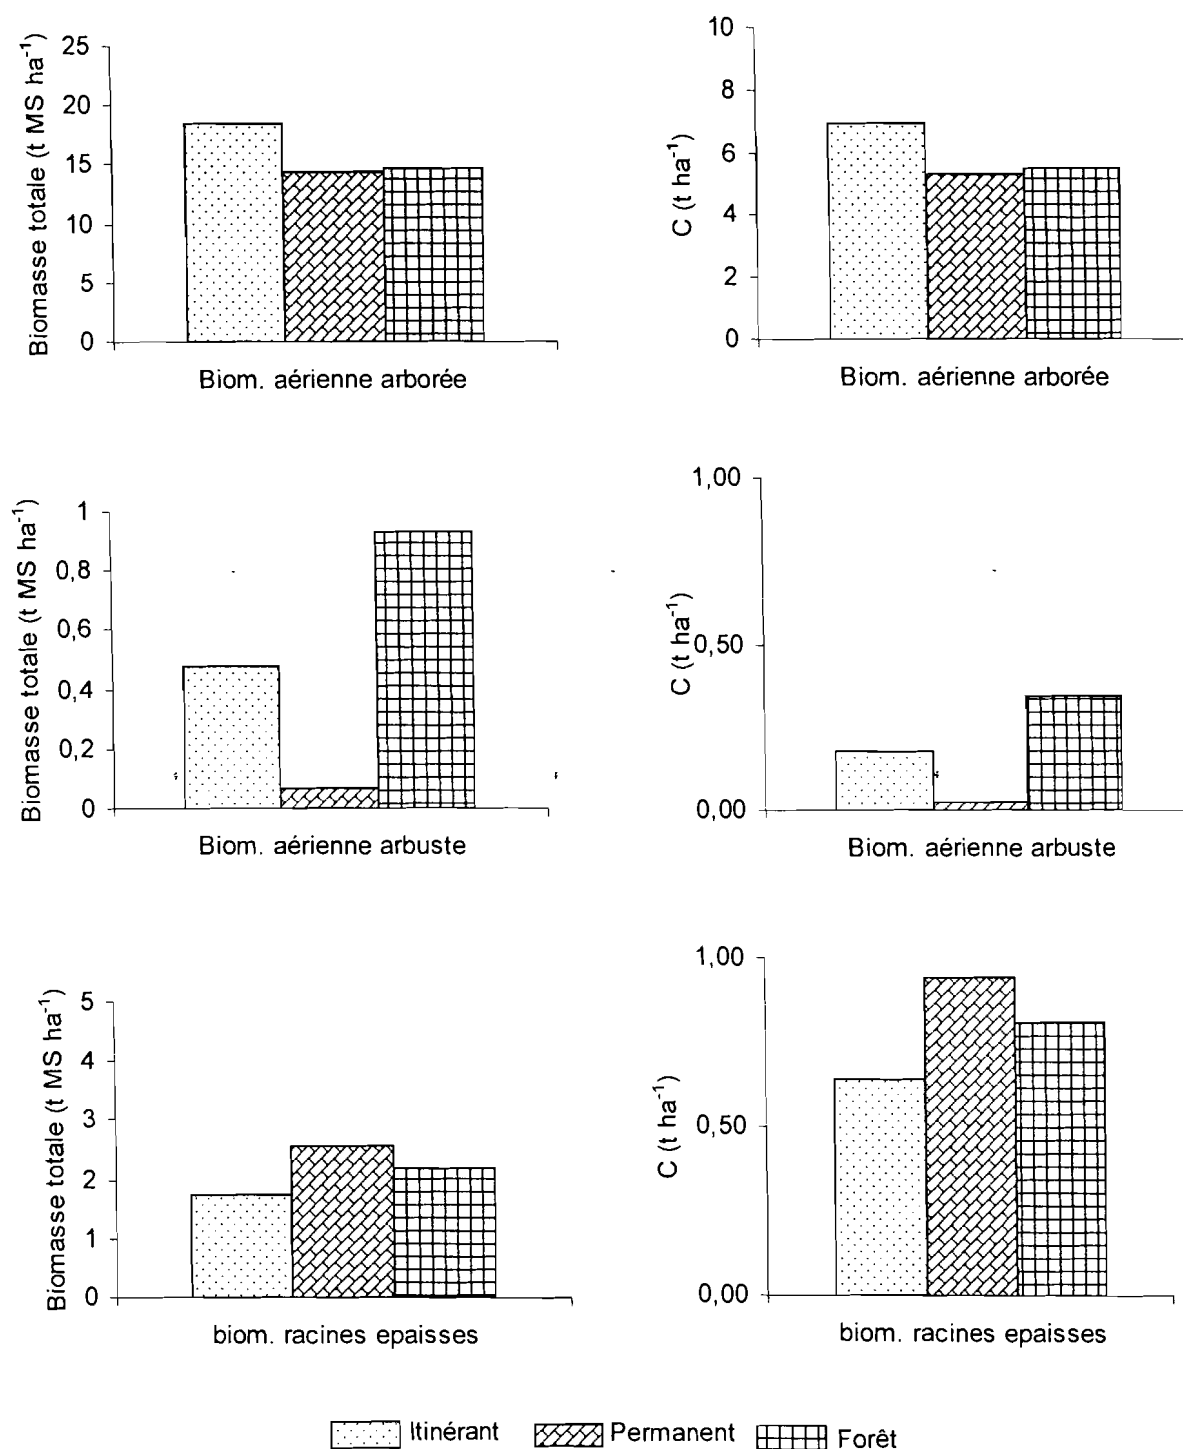 Biomasse totale (t MS ha⁻¹)
25
20
15
10
5
0
Biom. aérienne arborée
C (t ha⁻¹)
10
8
6
4
2
0
Biom. aérienne arborée
Biomasse totale (t MS ha⁻¹)
1
0,8
0,6
0,4
0,2
0
Biom. aérienne arbuste
C (t ha⁻¹)
1,00
0,50
0,00
Biom. aérienne arbuste
Biomasse totale (t MS ha⁻¹)
5
4
3
2
1
0
biom. racines epaisses
C (t ha⁻¹)
1,00
0,50
0,00
biom. racines epaisses
Itinérant Permanent Forêt